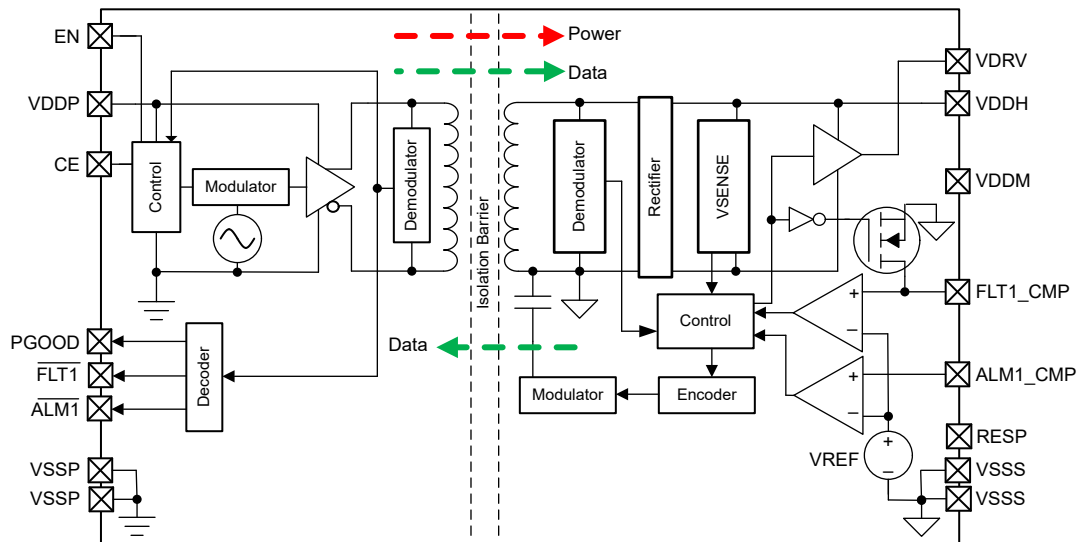 EN
VDDP
CE
Control
Modulator
Demodulator
Power
Data
Isolation Barrier
Demodulator
Rectifier
VSENSE
VDRV
VDDH
VDDM
FLT1_CMP
ALM1_CMP
RESP
VSSS
VSSS
Control
Encoder
Modulator
+
−
+
−
+
−
VREF
Data
Decoder
PGOOD
FLT1
ALM1
VSSP
VSSP